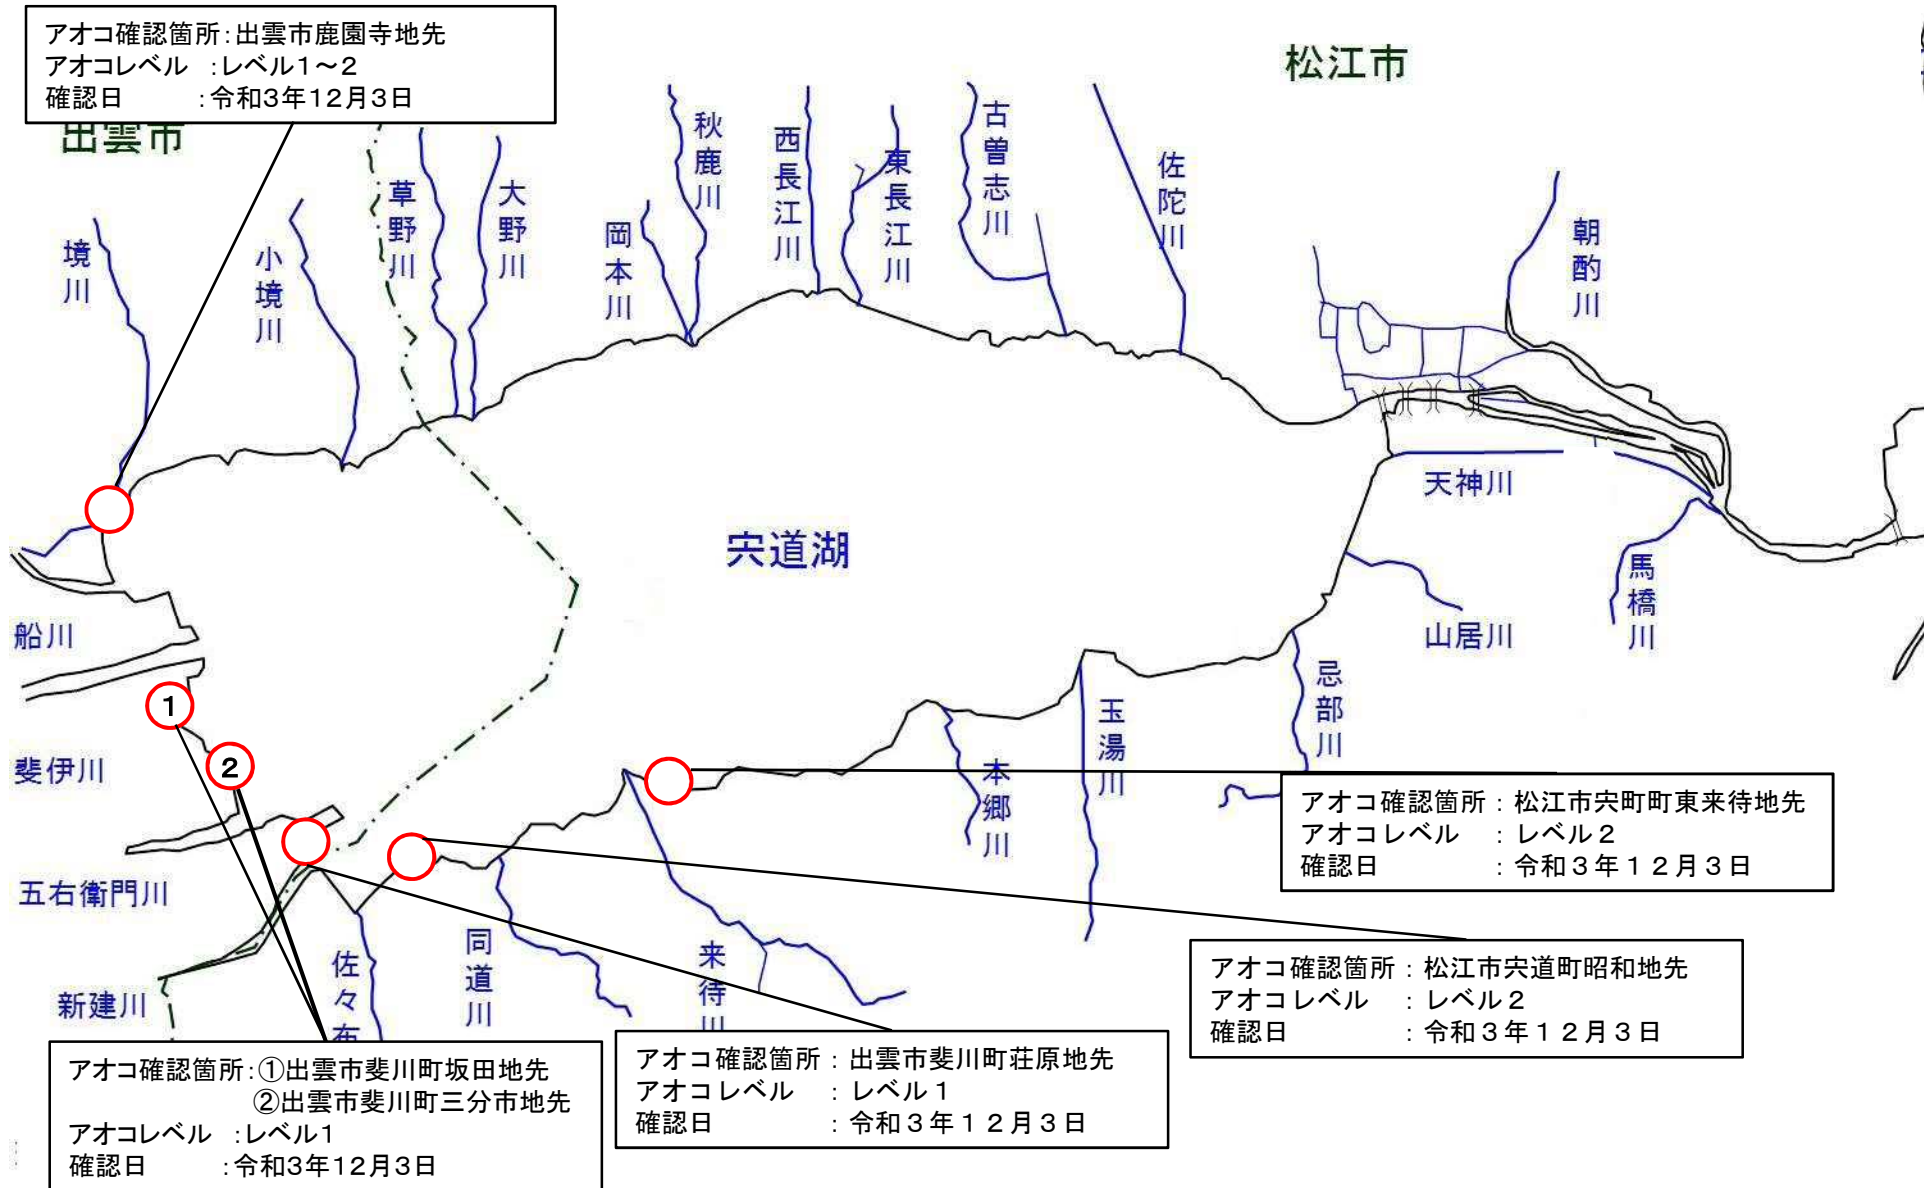 アオコ確認箇所：出雲市鹿園寺地先
アオコレベル　：レベル1～2
確認日　：令和3年12月3日
出雲市
松江市
境川
小境川
草野川
大野川
岡本川
秋鹿川
西長江川
東長江川
古曽志川
佐陀川
朝酌川
宍道湖
天神川
馬橋川
山居川
忌部川
玉湯川
本郷川
船川
1
斐伊川
2
五右衛門川
新建川
佐々布
同道川
来待川
アオコ確認箇所：松江市宍町町東来待地先
アオコレベル　：レベル２
確認日　：令和３年１２月３日
アオコ確認箇所：松江市宍道町昭和地先
アオコレベル　：レベル２
確認日　：令和３年１２月３日
アオコ確認箇所：出雲市斐川町荘原地先
アオコレベル　：レベル１
確認日　：令和３年１２月３日
アオコ確認箇所：①出雲市斐川町坂田地先
②出雲市斐川町三分市地先
アオコレベル　：レベル1
確認日　：令和3年12月3日